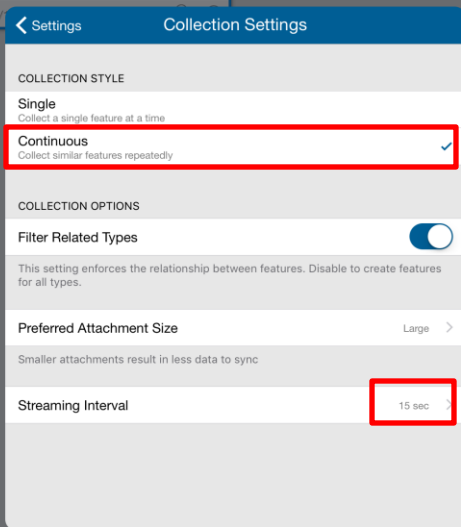 Settings
Collection Settings
COLLECTION STYLE
Single
Collect a single feature at a time
Continuous
Collect similar features repeatedly
COLLECTION OPTIONS
Filter Related Types
This setting enforces the relationship between features. Disable to create features
for all types.
Preferred Attachment Size
Large
Smaller attachments result in less data to sync
Streaming Interval
15 sec